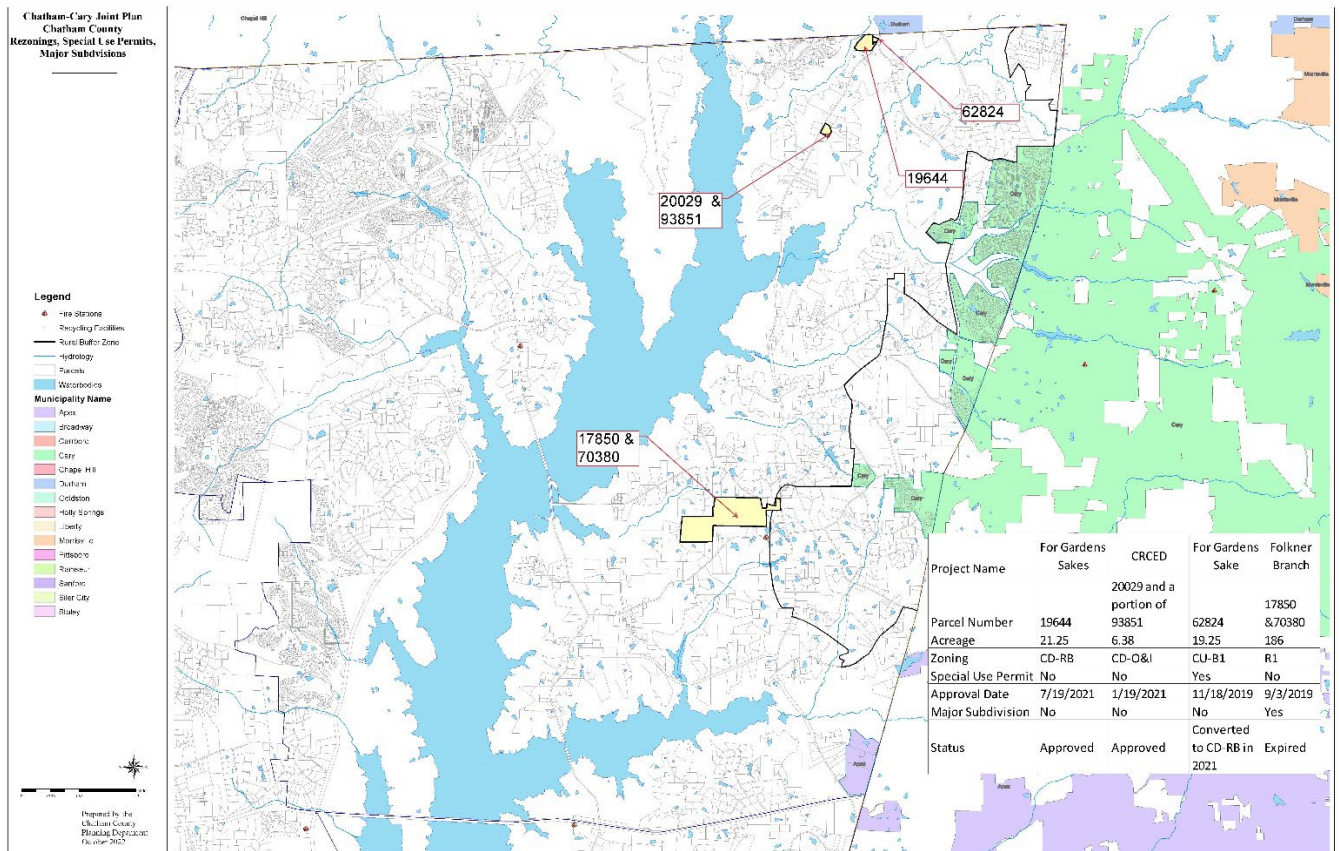 Chatham-Cary Joint Plan
Chatham County
Rezonings, Special Use Permits,
Major Subdivisions
Legend
Fire Stations
Recycling Facilities
Rural Buffer Zone
Hydrology
Parcels
Waterbodies
Municipality Name
Apex
Broadway
Carrboro
Cary
Chapel Hill
Durham
Goldston
Holly Springs
Liberty
Morrisville
Pittsboro
Ramseur
Sanford
Siler City
Staley
Prepared by the
Chatham County
Planning Department
October 2022
Chapel Hill
Durham
Durham
Morrisville
62824
19644
20029 &
93851
Cary
Morrisville
Cary
Morrisville
Cary
Cary
Cary
Cary
17850 &
70380
Cary
Cary
Apex
Apex
Project Name For Gardens Sakes CRCED For Gardens Sake Folkner Branch
Parcel Number 19644 20029 and a portion of 93851 62824 17850 &70380
Acreage 21.25 6.38 19.25 186
Zoning CD-RB CD-O&I CU-B1 R1
Special Use Permit No No Yes No
Approval Date 7/19/2021 1/19/2021 11/18/2019 9/3/2019
Major Subdivision No No No Yes
Status Approved Approved Converted to CD-RB in 2021 Expired